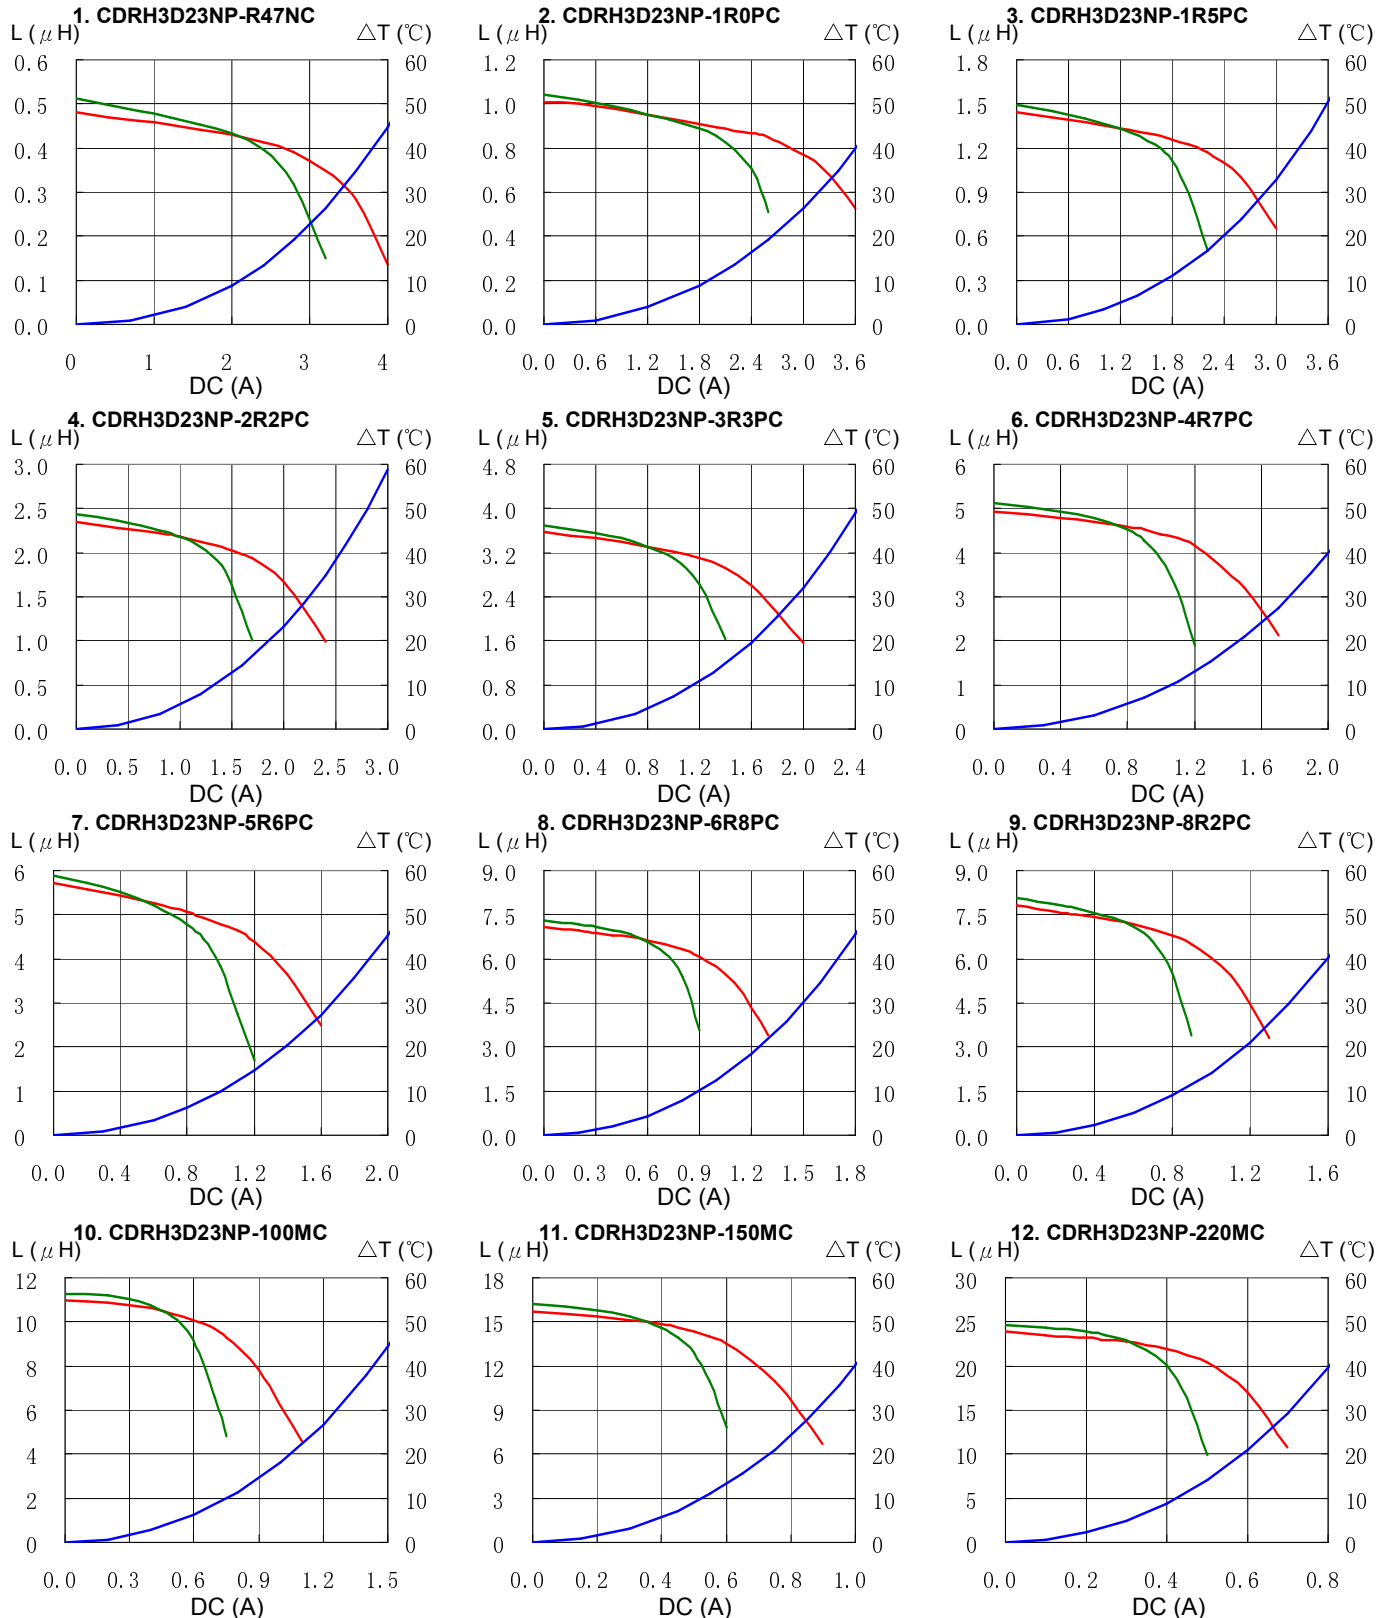 1. CDRH3D23NP-R47NC
L (μH) △T (℃)
0.6 60
0.5 50
0.4 40
0.3 30
0.2 20
0.1 10
0.0 0
0 1 2 3 4
DC (A)
2. CDRH3D23NP-1R0PC
L (μH) △T (℃)
1.2 60
1.0 50
0.8 40
0.6 30
0.4 20
0.2 10
0.0 0
0.0 0.6 1.2 1.8 2.4 3.0 3.6
DC (A)
3. CDRH3D23NP-1R5PC
L (μH) △T (℃)
1.8 60
1.5 50
1.2 40
0.9 30
0.6 20
0.3 10
0.0 0
0.0 0.6 1.2 1.8 2.4 3.0 3.6
DC (A)
4. CDRH3D23NP-2R2PC
L (μH) △T (℃)
3.0 60
2.5 50
2.0 40
1.5 30
1.0 20
0.5 10
0.0 0
0.0 0.5 1.0 1.5 2.0 2.5 3.0
DC (A)
5. CDRH3D23NP-3R3PC
L (μH) △T (℃)
4.8 60
4.0 50
3.2 40
2.4 30
1.6 20
0.8 10
0.0 0
0.0 0.4 0.8 1.2 1.6 2.0 2.4
DC (A)
6. CDRH3D23NP-4R7PC
L (μH) △T (℃)
6 60
5 50
4 40
3 30
2 20
1 10
0 0
0.0 0.4 0.8 1.2 1.6 2.0
DC (A)
7. CDRH3D23NP-5R6PC
L (μH) △T (℃)
6 60
5 50
4 40
3 30
2 20
1 10
0 0
0.0 0.4 0.8 1.2 1.6 2.0
DC (A)
8. CDRH3D23NP-6R8PC
L (μH) △T (℃)
9.0 60
7.5 50
6.0 40
4.5 30
3.0 20
1.5 10
0.0 0
0.0 0.3 0.6 0.9 1.2 1.5 1.8
DC (A)
9. CDRH3D23NP-8R2PC
L (μH) △T (℃)
9.0 60
7.5 50
6.0 40
4.5 30
3.0 20
1.5 10
0.0 0
0.0 0.4 0.8 1.2 1.6
DC (A)
10. CDRH3D23NP-100MC
L (μH) △T (℃)
12 60
10 50
8 40
6 30
4 20
2 10
0 0
0.0 0.3 0.6 0.9 1.2 1.5
DC (A)
11. CDRH3D23NP-150MC
L (μH) △T (℃)
18 60
15 50
12 40
9 30
6 20
3 10
0 0
0.0 0.2 0.4 0.6 0.8 1.0
DC (A)
12. CDRH3D23NP-220MC
L (μH) △T (℃)
30 60
25 50
20 40
15 30
10 20
5 10
0 0
0.0 0.2 0.4 0.6 0.8
DC (A)